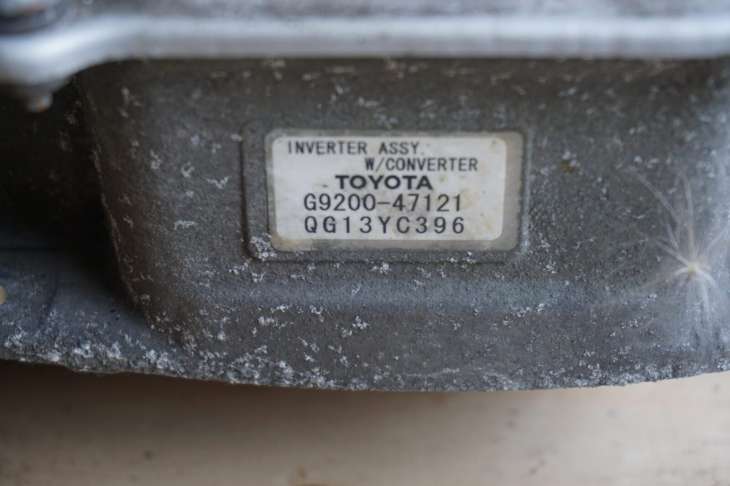 INVERTER ASSY.
W/CONVERTER
TOYOTA
G9200-47121
QG13YC396